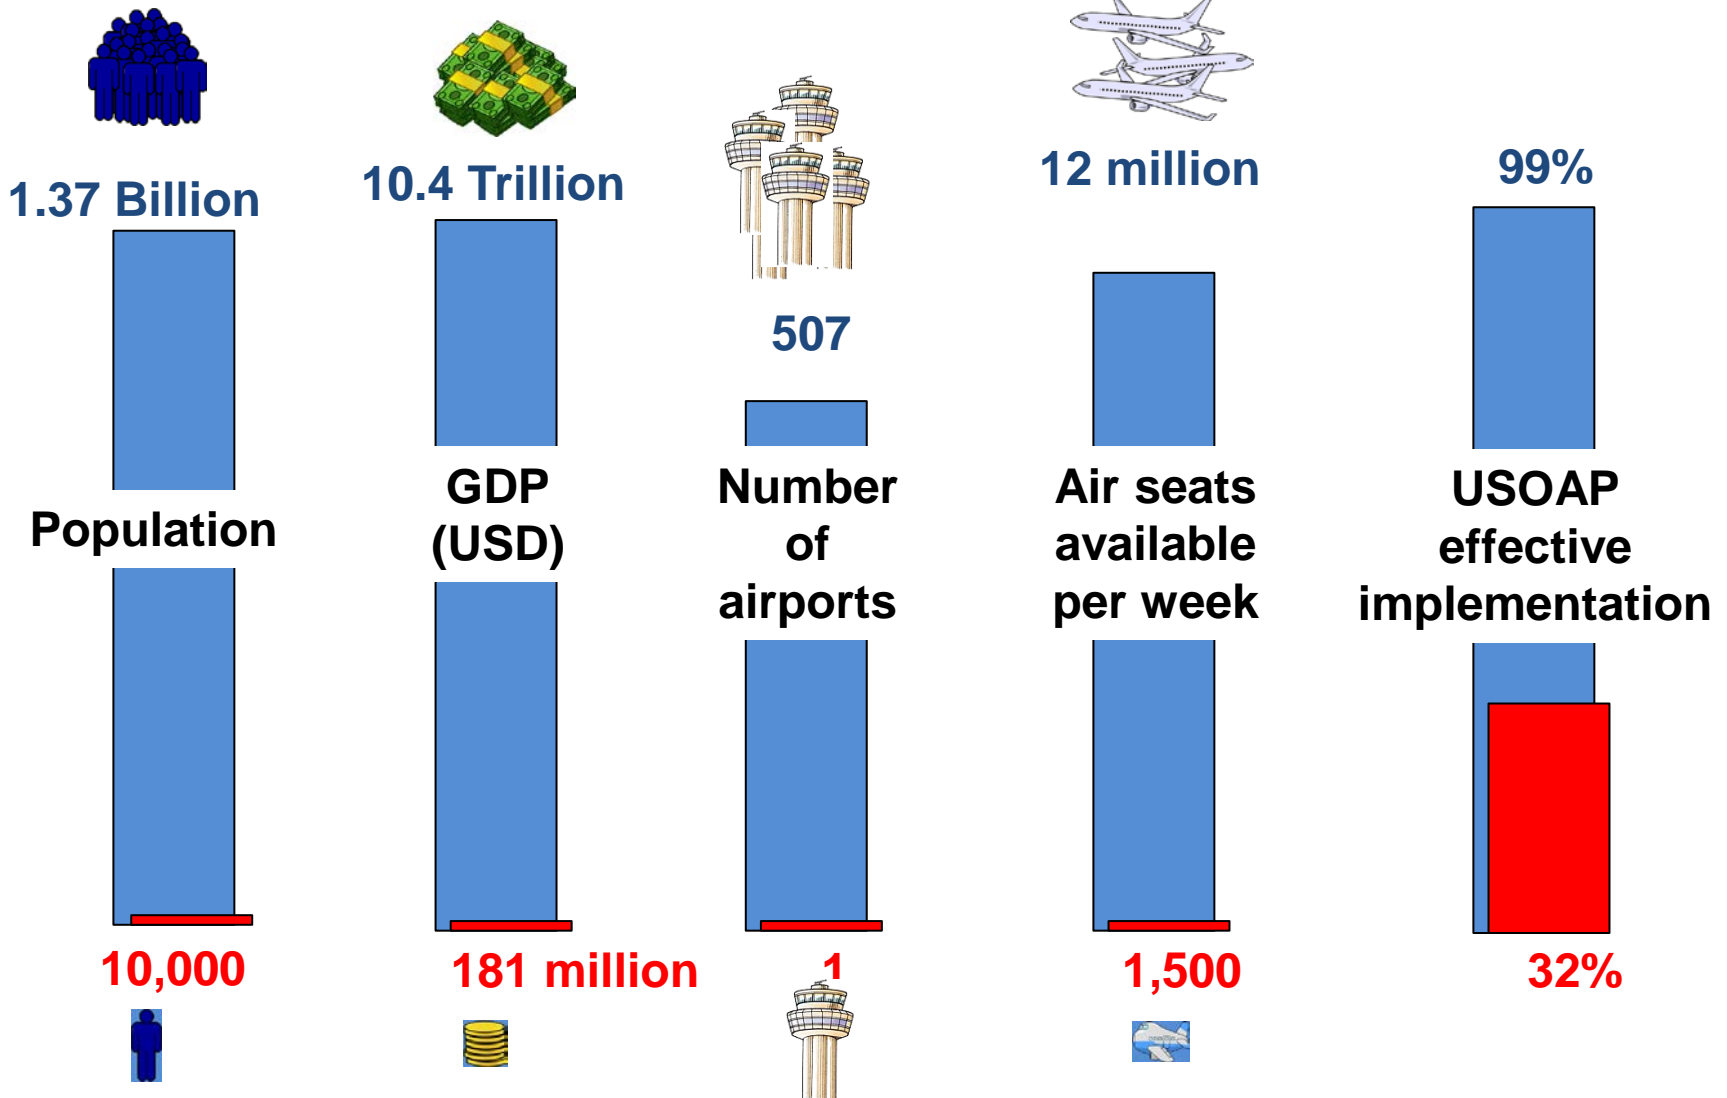 1.37 Billion
10.4 Trillion
507
12 million
99%
Population
GDP
(USD)
Number
of
airports
Air seats
available
per week
USOAP
effective
implementation
10,000
181 million
1
1,500
32%